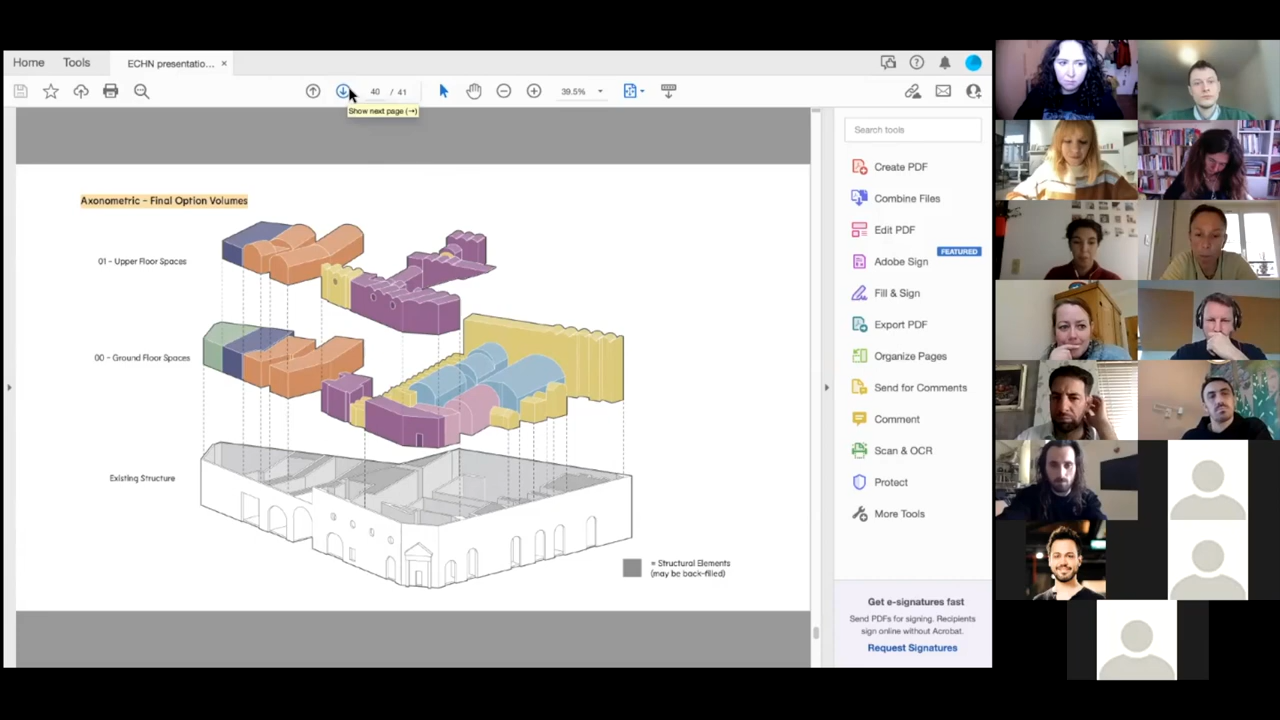 Home Tools ECHN presentatio... ×
40 / 41 39.5%
Show next page (→)
Search tools
Create PDF
Combine Files
Edit PDF
FEATURED
Adobe Sign
Fill & Sign
Export PDF
Organize Pages
Send for Comments
Comment
Scan & OCR
Protect
More Tools
Get e-signatures fast
Send PDFs for signing. Recipients
sign online without Acrobat.
Request Signatures
Axonometric - Final Option Volumes
01 - Upper Floor Spaces
00 - Ground Floor Spaces
Existing Structure
= Structural Elements
(may be back-filled)